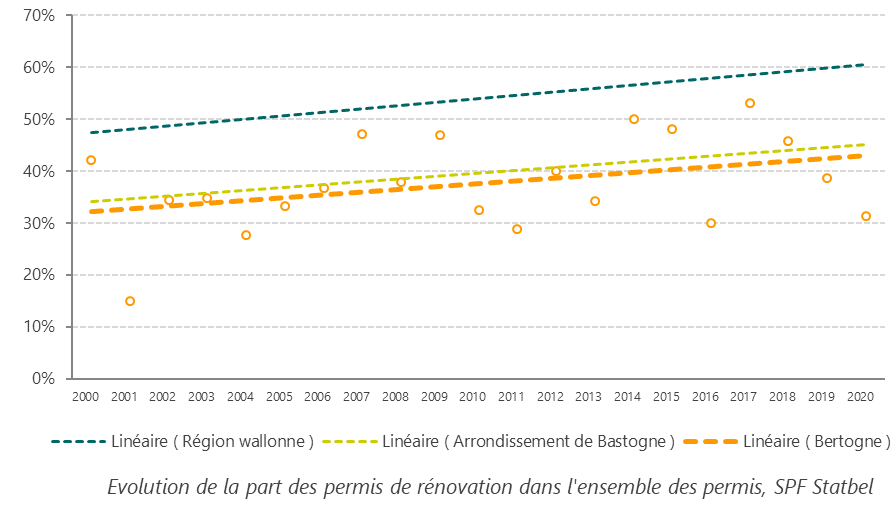 70%
60%
50%
40%
30%
20%
10%
0%
2000 2001 2002 2003 2004 2005 2006 2007 2008 2009 2010 2011 2012 2013 2014 2015 2016 2017 2018 2019 2020
Linéaire ( Région wallonne ) Linéaire ( Arrondissement de Bastogne ) Linéaire ( Bertogne )
Evolution de la part des permis de rénovation dans l'ensemble des permis, SPF Statbel